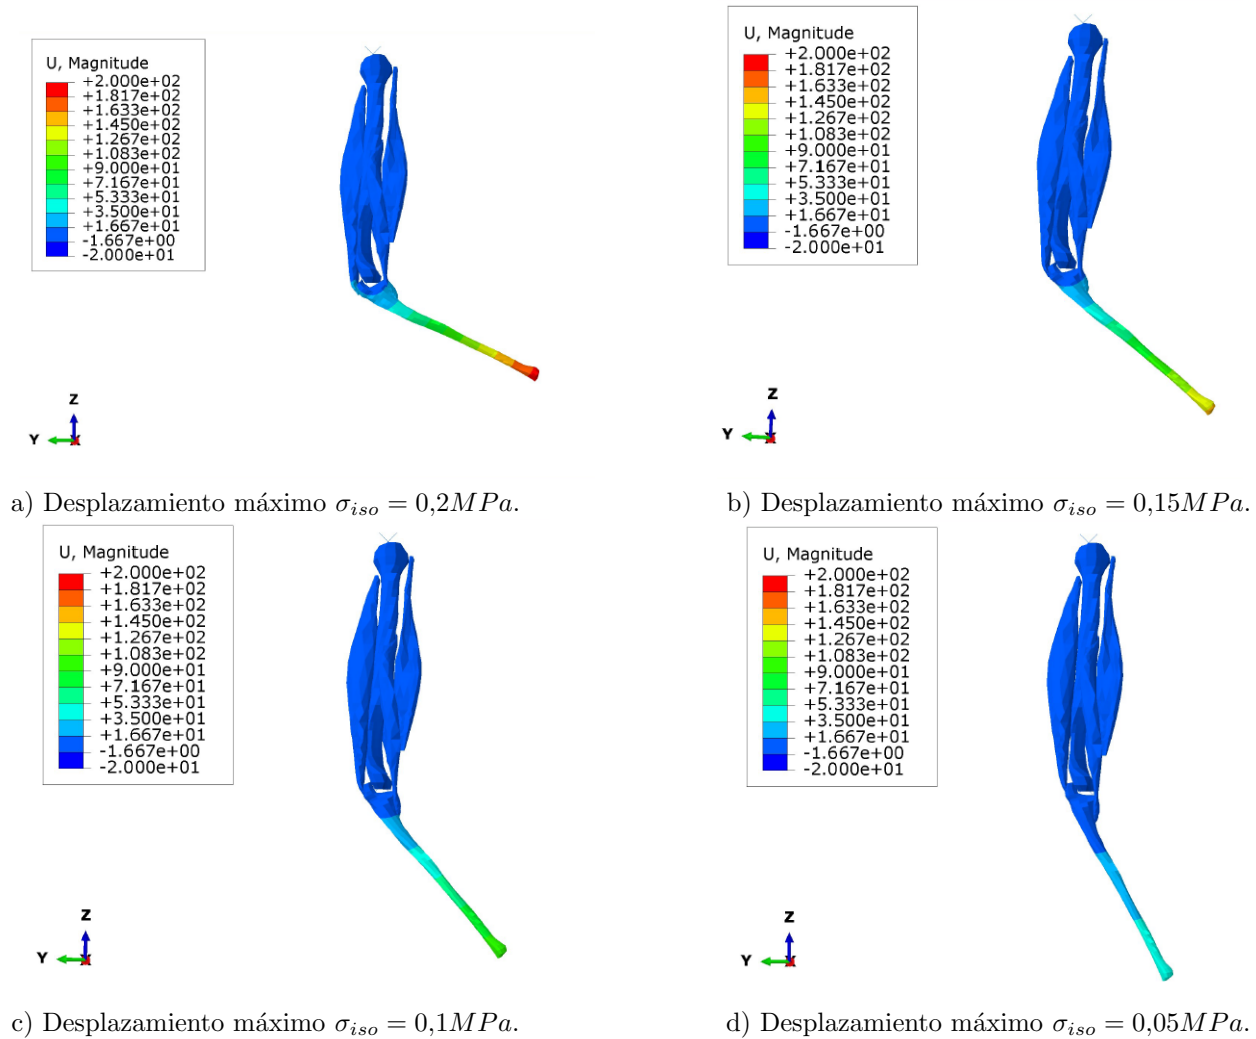 U, Magnitude
+2.000e+02
+1.817e+02
+1.633e+02
+1.450e+02
+1.267e+02
+1.083e+02
+9.000e+01
+7.167e+01
+5.333e+01
+3.500e+01
+1.667e+01
-1.667e+00
-2.000e+01
Z
Y
X
a) Desplazamiento máximo σ_iso = 0,2MPa.
U, Magnitude
+2.000e+02
+1.817e+02
+1.633e+02
+1.450e+02
+1.267e+02
+1.083e+02
+9.000e+01
+7.167e+01
+5.333e+01
+3.500e+01
+1.667e+01
-1.667e+00
-2.000e+01
Z
Y
X
b) Desplazamiento máximo σ_iso = 0,15MPa.
U, Magnitude
+2.000e+02
+1.817e+02
+1.633e+02
+1.450e+02
+1.267e+02
+1.083e+02
+9.000e+01
+7.167e+01
+5.333e+01
+3.500e+01
+1.667e+01
-1.667e+00
-2.000e+01
Z
Y
X
c) Desplazamiento máximo σ_iso = 0,1MPa.
U, Magnitude
+2.000e+02
+1.817e+02
+1.633e+02
+1.450e+02
+1.267e+02
+1.083e+02
+9.000e+01
+7.167e+01
+5.333e+01
+3.500e+01
+1.667e+01
-1.667e+00
-2.000e+01
Z
Y
X
d) Desplazamiento máximo σ_iso = 0,05MPa.